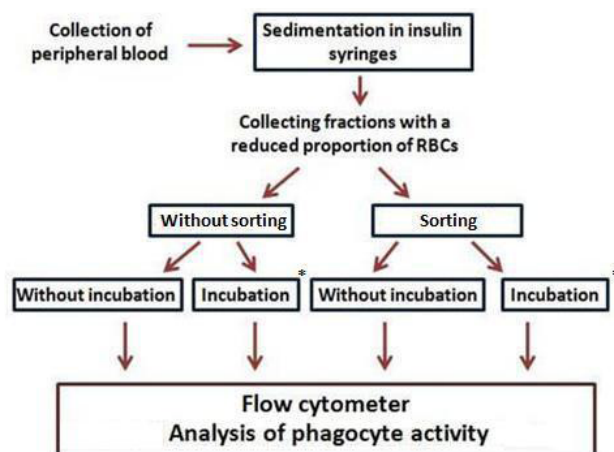 Collection of
peripheral blood
Sedimentation in insulin
syringes
Collecting fractions with a
reduced proportion of RBCs
Without sorting
Sorting
Without incubation
Incubation *
Without incubation
Incubation *
Flow cytometer
Analysis of phagocyte activity